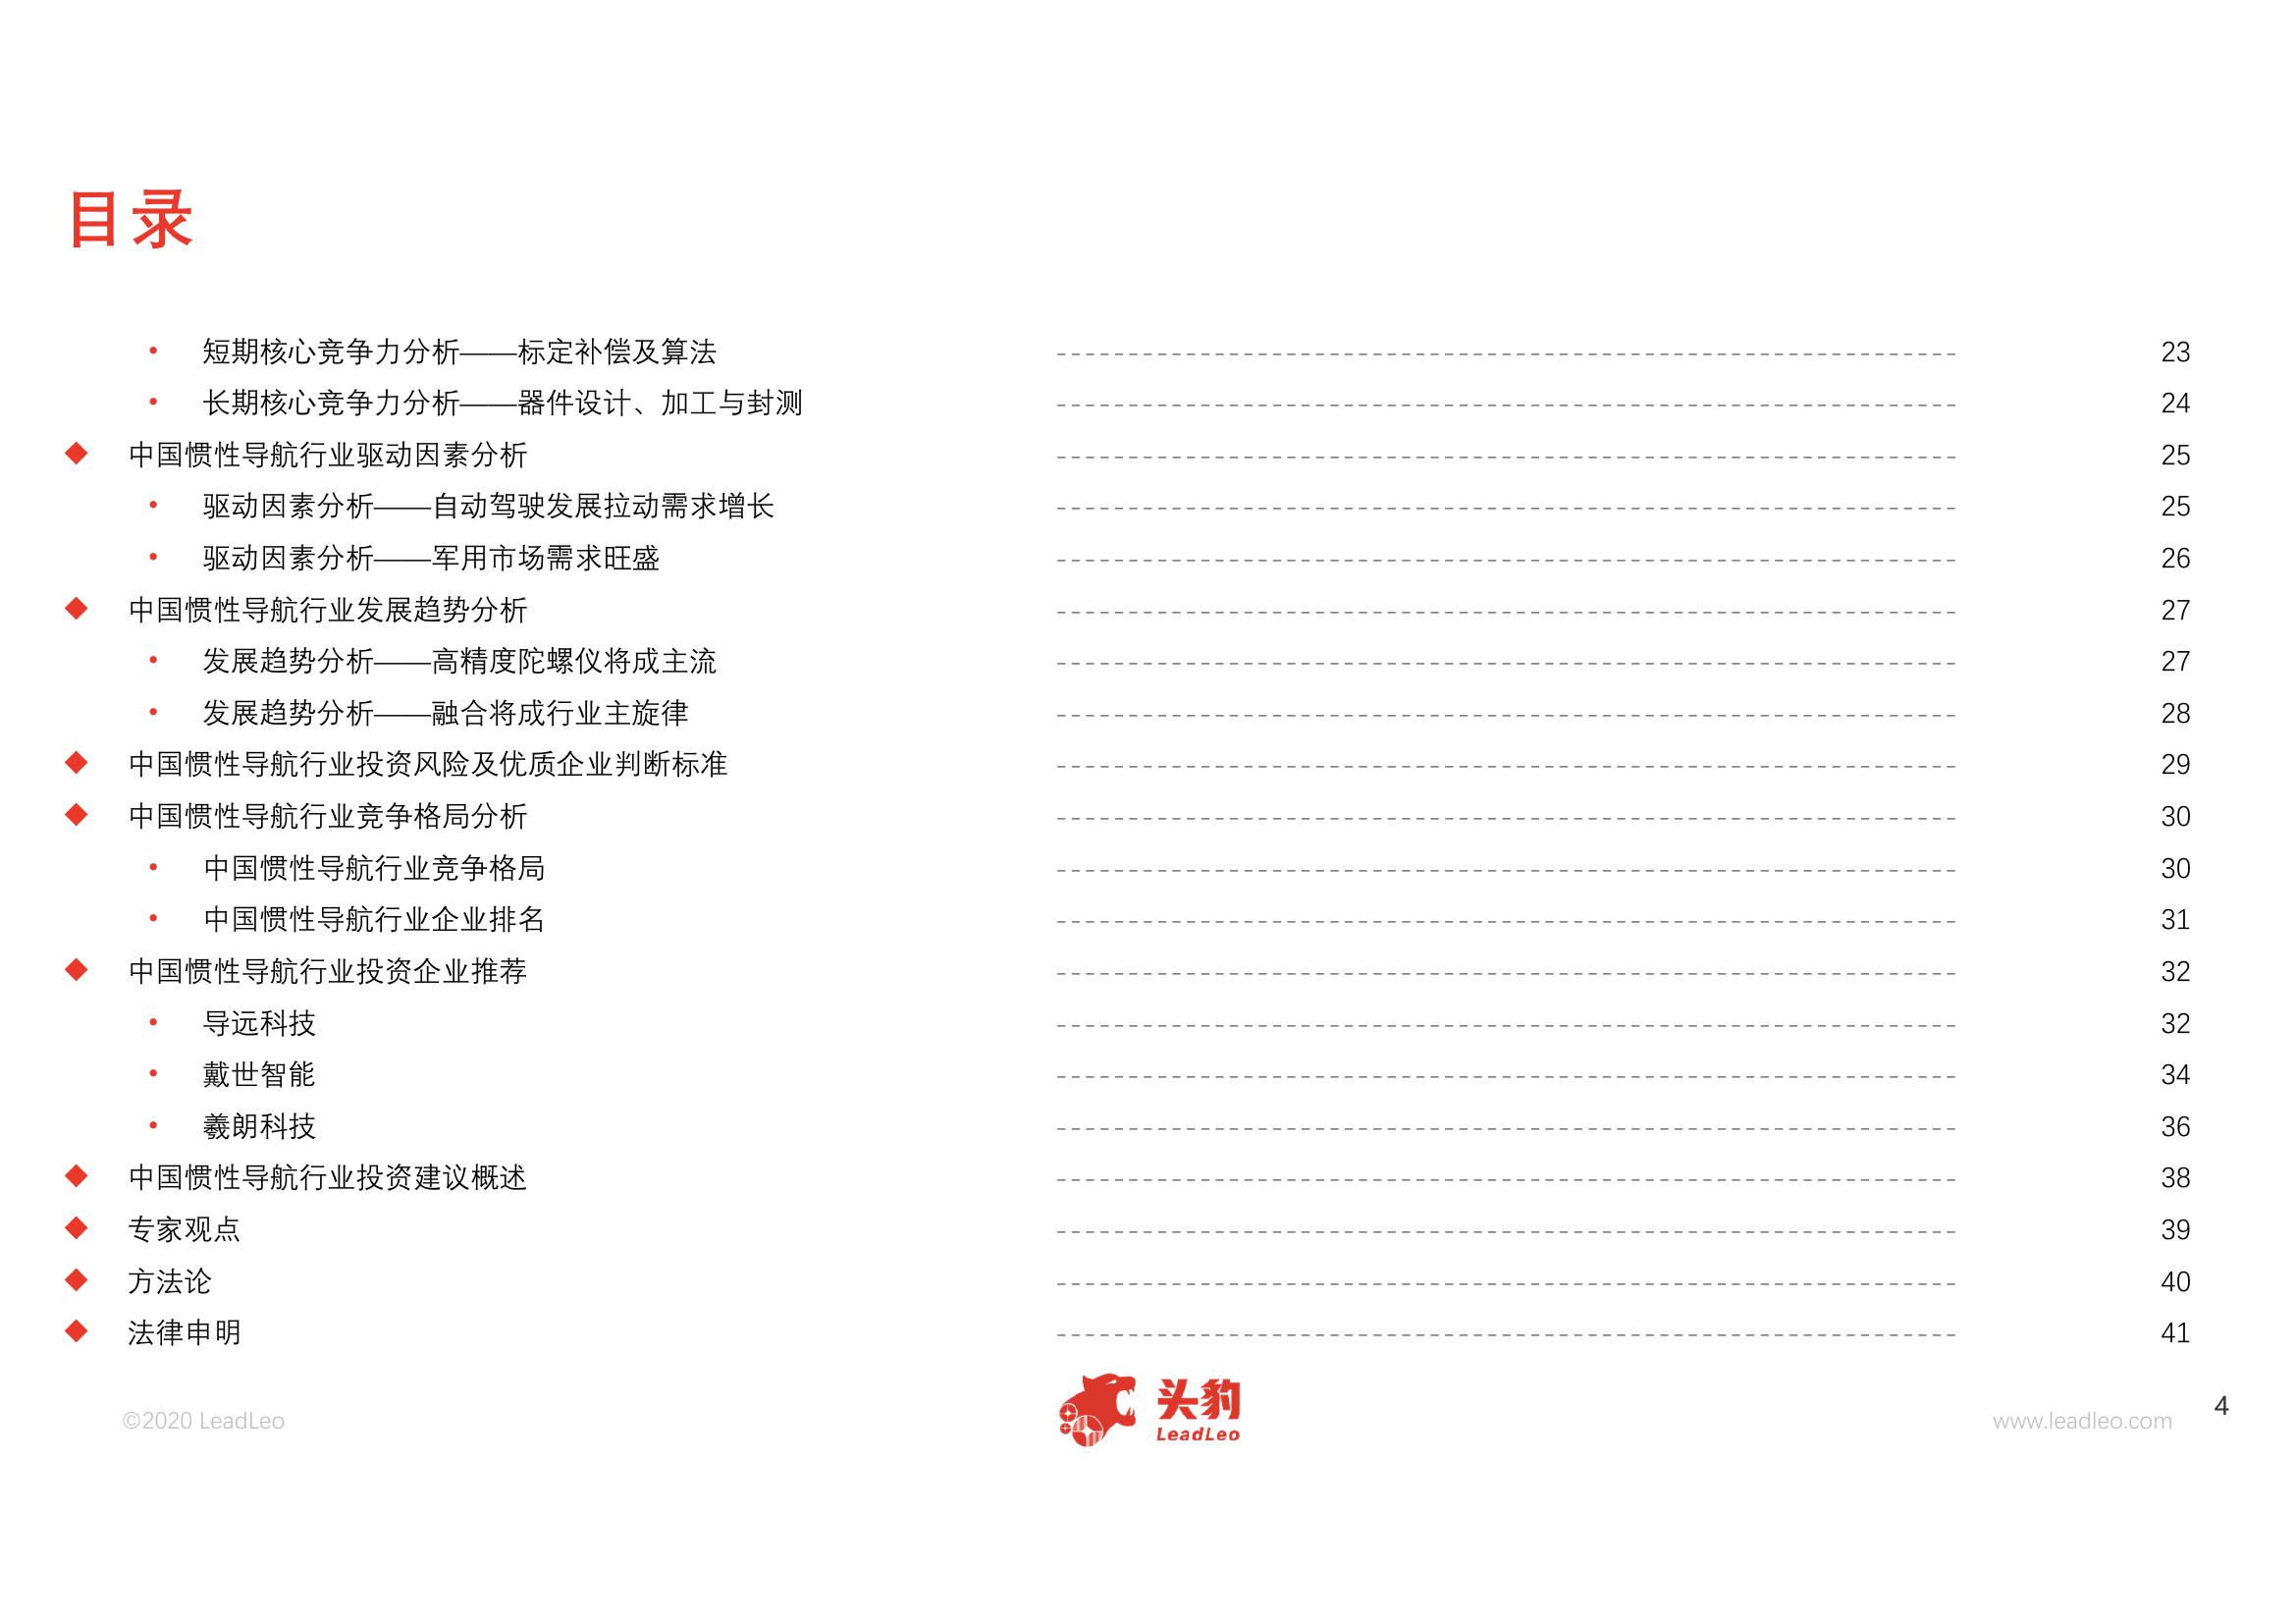 目录
• 短期核心竞争力分析——标定补偿及算法 23
• 长期核心竞争力分析——器件设计、加工与封测 24
◆ 中国惯性导航行业驱动因素分析 25
• 驱动因素分析——自动驾驶发展拉动需求增长 25
• 驱动因素分析——军用市场需求旺盛 26
◆ 中国惯性导航行业发展趋势分析 27
• 发展趋势分析——高精度陀螺仪将成主流 27
• 发展趋势分析——融合将成行业主旋律 28
◆ 中国惯性导航行业投资风险及优质企业判断标准 29
◆ 中国惯性导航行业竞争格局分析 30
• 中国惯性导航行业竞争格局 30
• 中国惯性导航行业企业排名 31
◆ 中国惯性导航行业投资企业推荐 32
• 导远科技 32
• 戴世智能 34
• 羲朗科技 36
◆ 中国惯性导航行业投资建议概述 38
◆ 专家观点 39
◆ 方法论 40
◆ 法律申明 41
©2020 LeadLeo
头豹
LeadLeo
www.leadleo.com
4